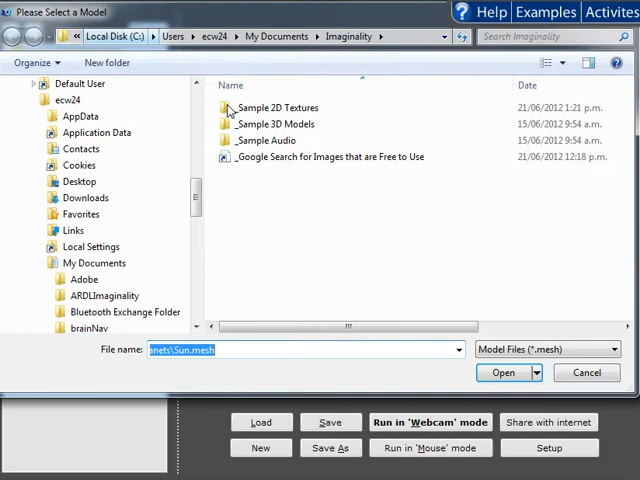 Please Select a Model
? Help Examples Activites
« Local Disk (C:) Users ecw24 My Documents Imaginality Search Imaginality
Organize New folder
Default User
ecw24
AppData
Application Data
Contacts
Cookies
Desktop
Downloads
Favorites
Links
Local Settings
My Documents
Adobe
ARDLImaginality
Bluetooth Exchange Folder
brainNav
Name Date
_Sample 2D Textures 21/06/2012 1:21 p.m.
_Sample 3D Models 15/06/2012 9:54 a.m.
_Sample Audio 15/06/2012 9:54 a.m.
_Google Search for Images that are Free to Use 21/06/2012 12:18 p.m.
File name: anets\Sun.mesh Model Files (*.mesh)
Open Cancel
Load Save Run in 'Webcam' mode Share with internet
New Save As Run in 'Mouse' mode Setup